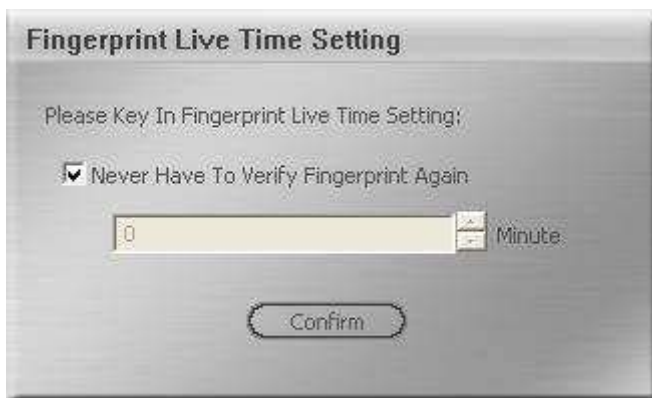 Fingerprint Live Time Setting
Please Key In Fingerprint Live Time Setting:
Never Have To Verify Fingerprint Again
0 Minute
Confirm